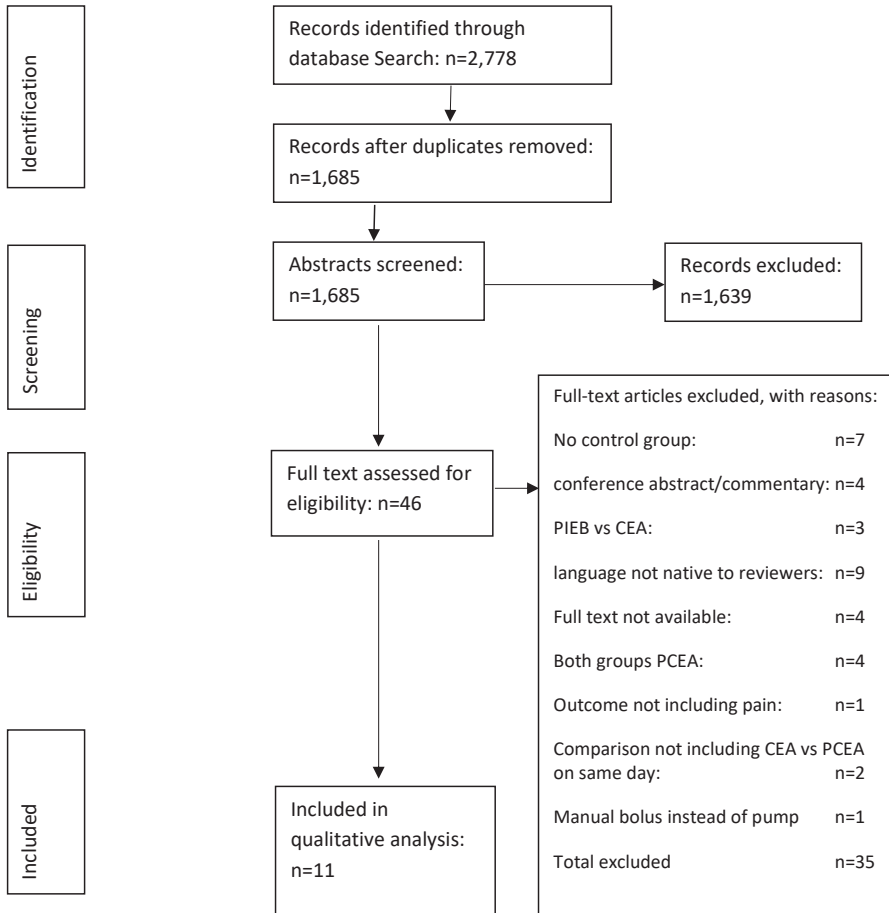 Identification
Records identified through
database Search: n=2,778
Records after duplicates removed:
n=1,685
Screening
Abstracts screened:
n=1,685
Records excluded:
n=1,639
Eligibility
Full text assessed for
eligibility: n=46
Full-text articles excluded, with reasons:
No control group: n=7
conference abstract/commentary: n=4
PIEB vs CEA: n=3
language not native to reviewers: n=9
Full text not available: n=4
Both groups PCEA: n=4
Outcome not including pain: n=1
Comparison not including CEA vs PCEA
on same day: n=2
Manual bolus instead of pump n=1
Total excluded n=35
Included
Included in
qualitative analysis:
n=11